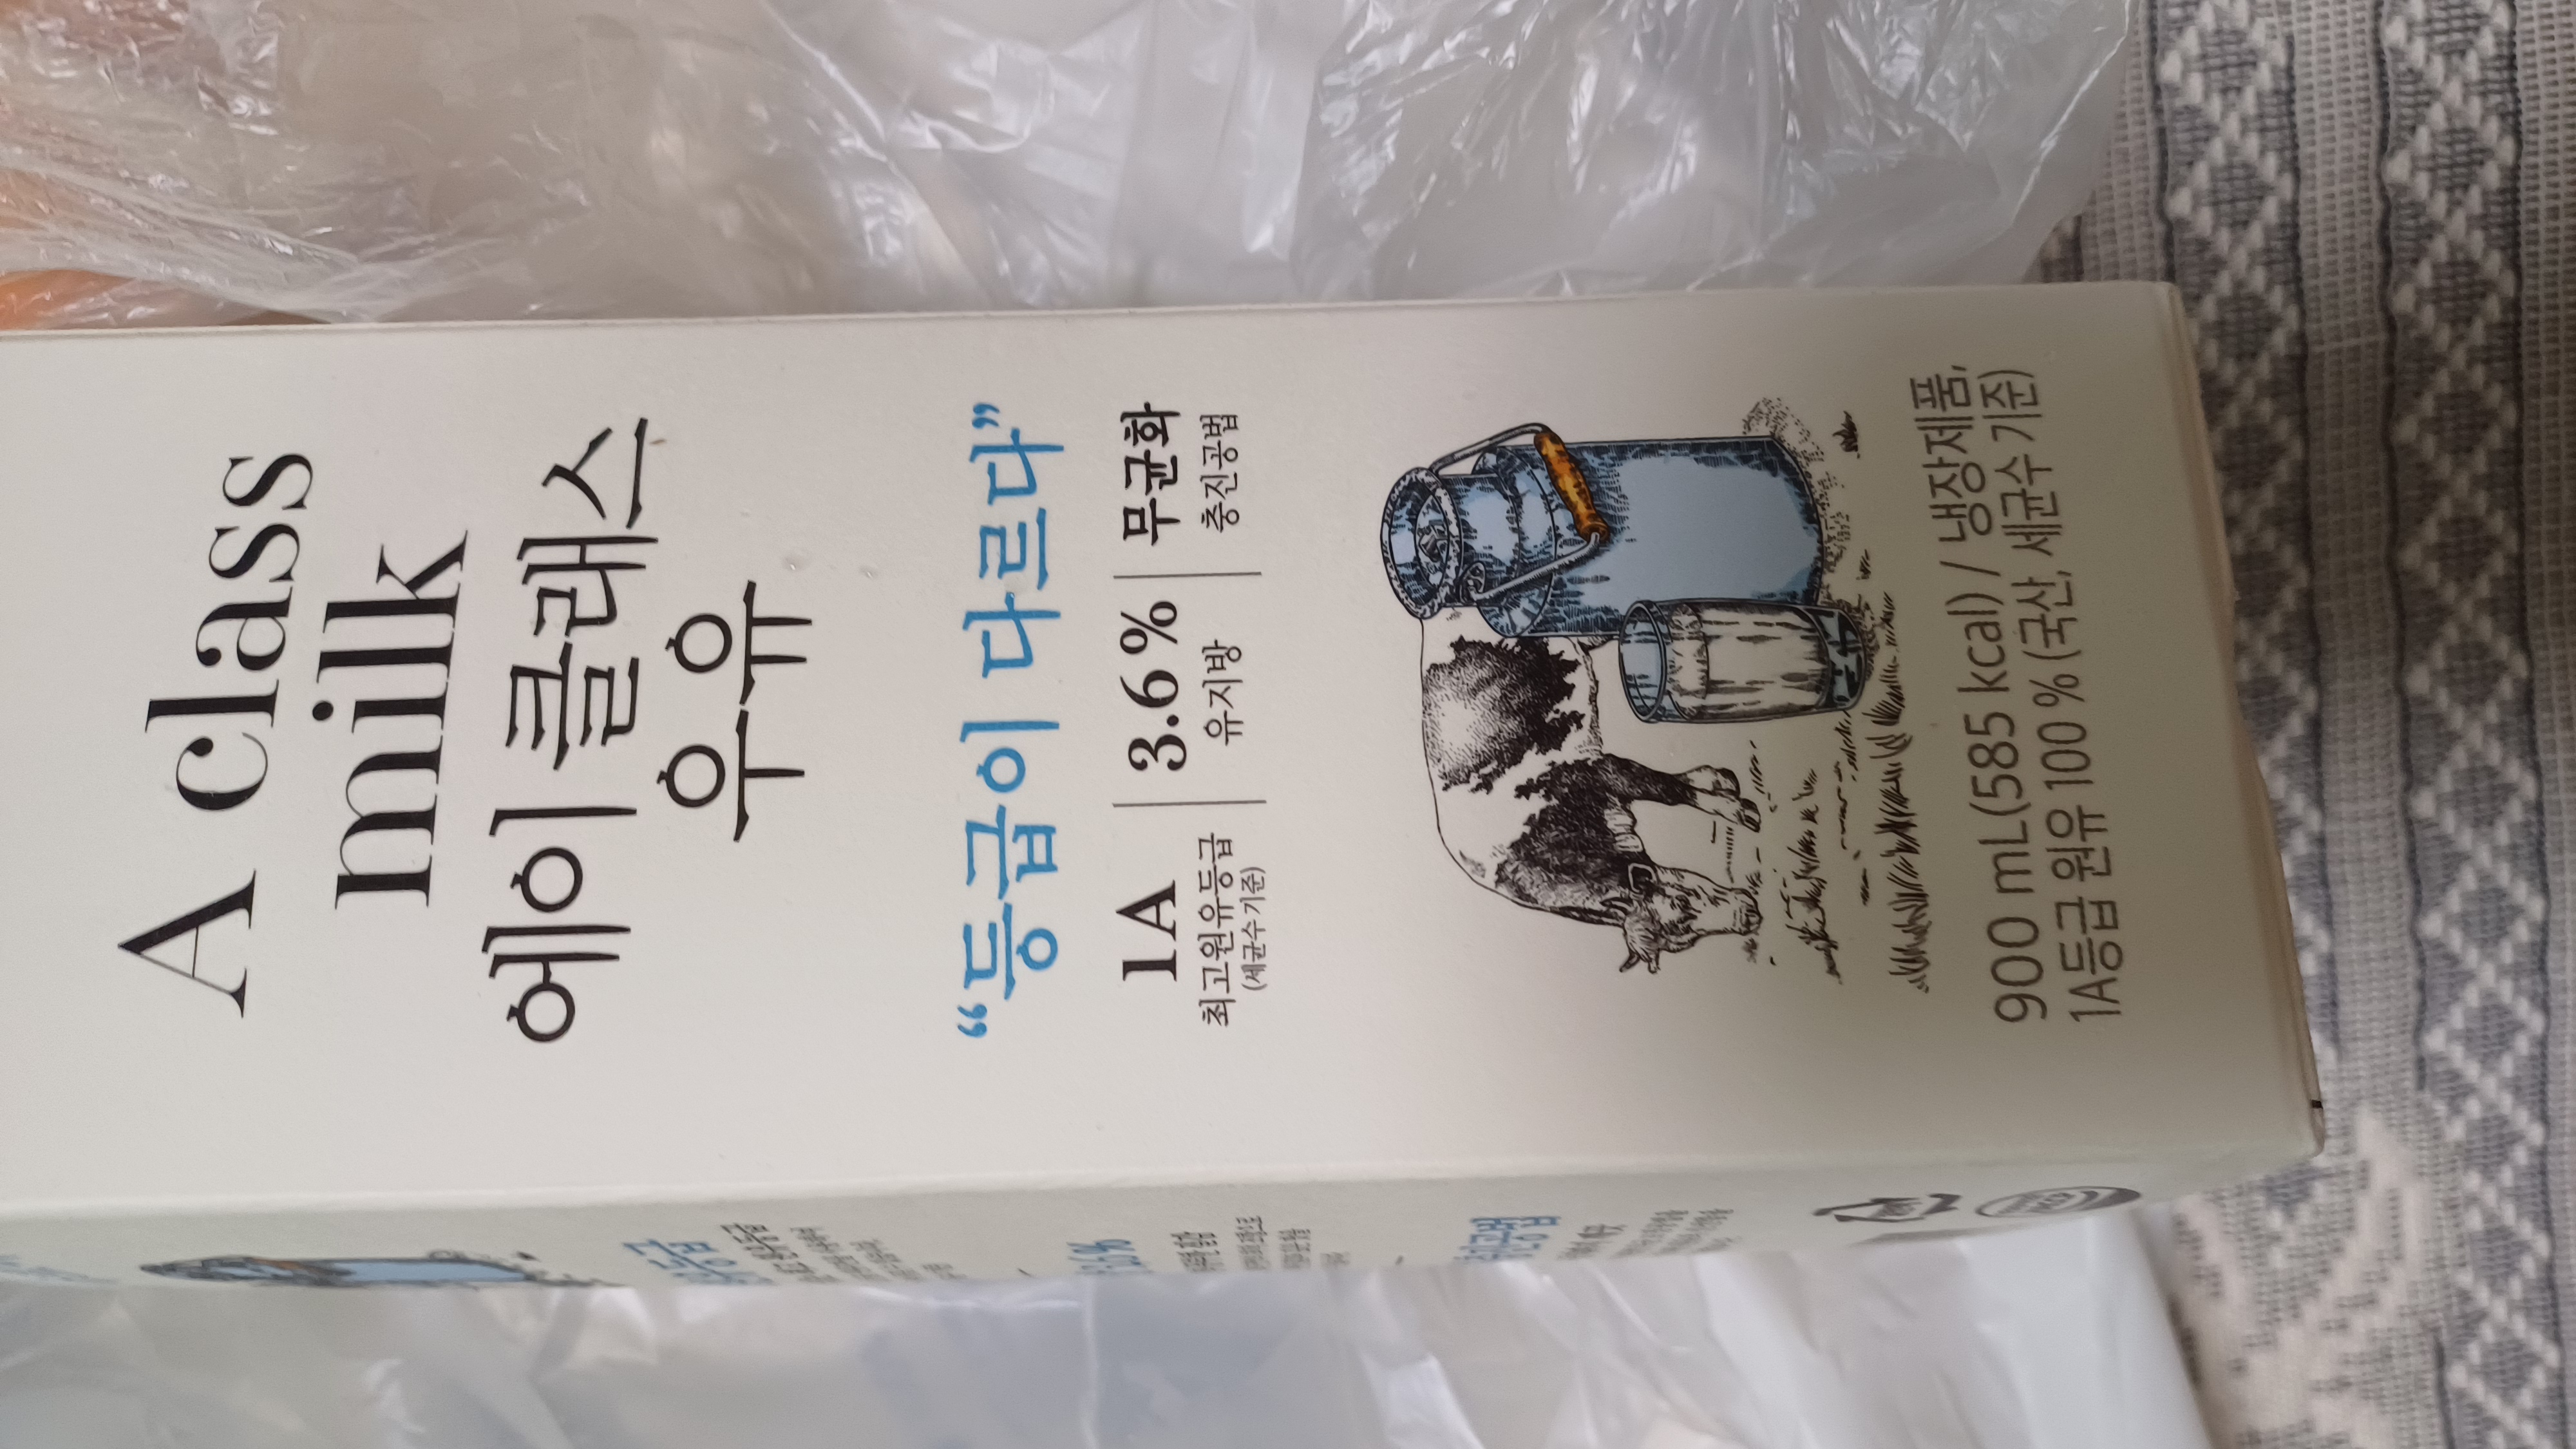 A class
milk
에이 클래스
우유
“등급이 다르다”
1A
최고원유등급
(세균수기준)
3.6%
유지방
무균화
충진공법
900 mL(585 kcal) / 냉장제품,
1A등급 원유 100 % (국산, 세균수 기준)